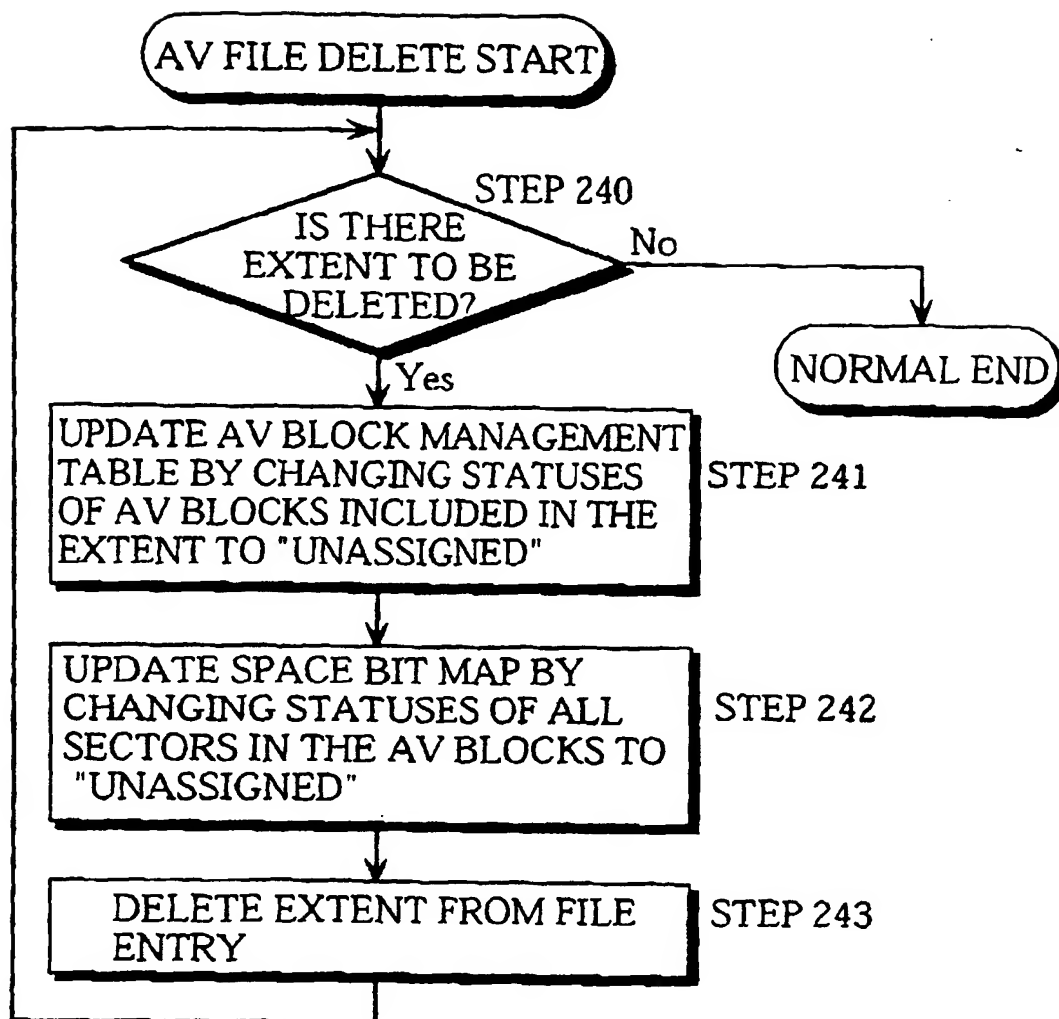 AV FILE DELETE START
STEP 240
IS THERE
EXTENT TO BE
DELETED?
No
NORMAL END
Yes
UPDATE AV BLOCK MANAGEMENT
TABLE BY CHANGING STATUSES
OF AV BLOCKS INCLUDED IN THE
EXTENT TO "UNASSIGNED"
STEP 241
UPDATE SPACE BIT MAP BY
CHANGING STATUSES OF ALL
SECTORS IN THE AV BLOCKS TO
"UNASSIGNED"
STEP 242
DELETE EXTENT FROM FILE
ENTRY
STEP 243